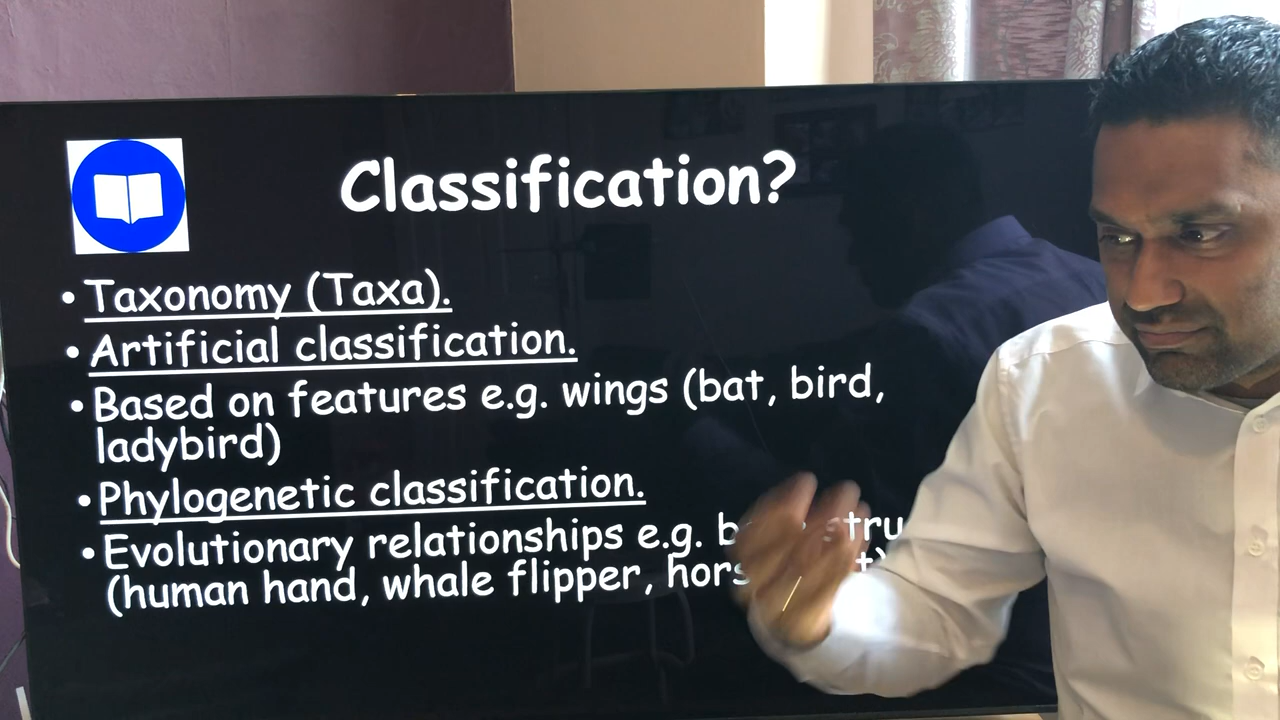 Classification?
• Taxonomy (Taxa).
• Artificial classification.
• Based on features e.g. wings (bat, bird,
ladybird)
• Phylogenetic classification.
• Evolutionary relationships e.g.
(human hand, whale flipper,